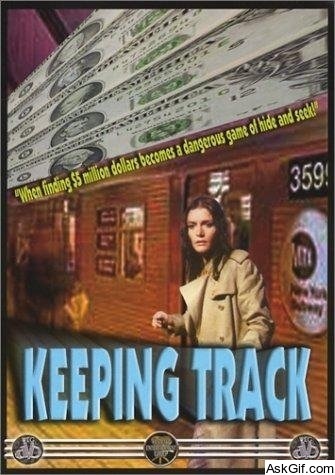 "When finding $5 million dollars becomes a dangerous game of hide and seek!"
359
KEEPING TRACK
AskGif.com